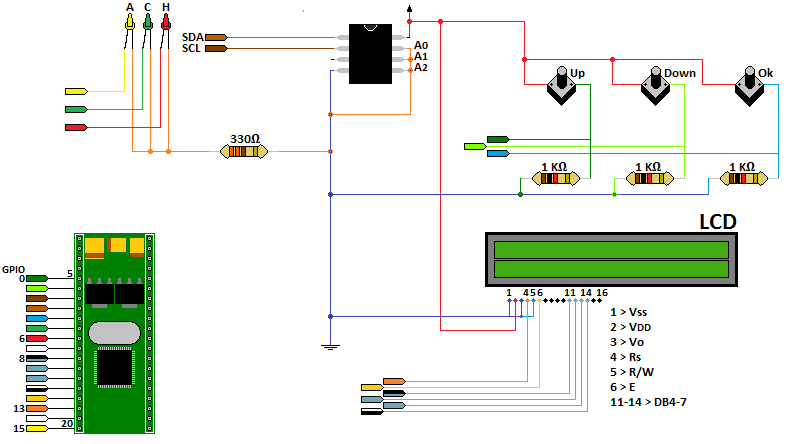 A C H
SDA
SCL
A0
A1
A2
Up
Down
Ok
330Ω
1 KΩ
1 KΩ
1 KΩ
LCD
1 4 5 6 11 14 16
1 > Vss
2 > VDD
3 > Vo
4 > Rs
5 > R/W
6 > E
11-14 > DB4-7
GPIO
0
5
6
8
13
15
20